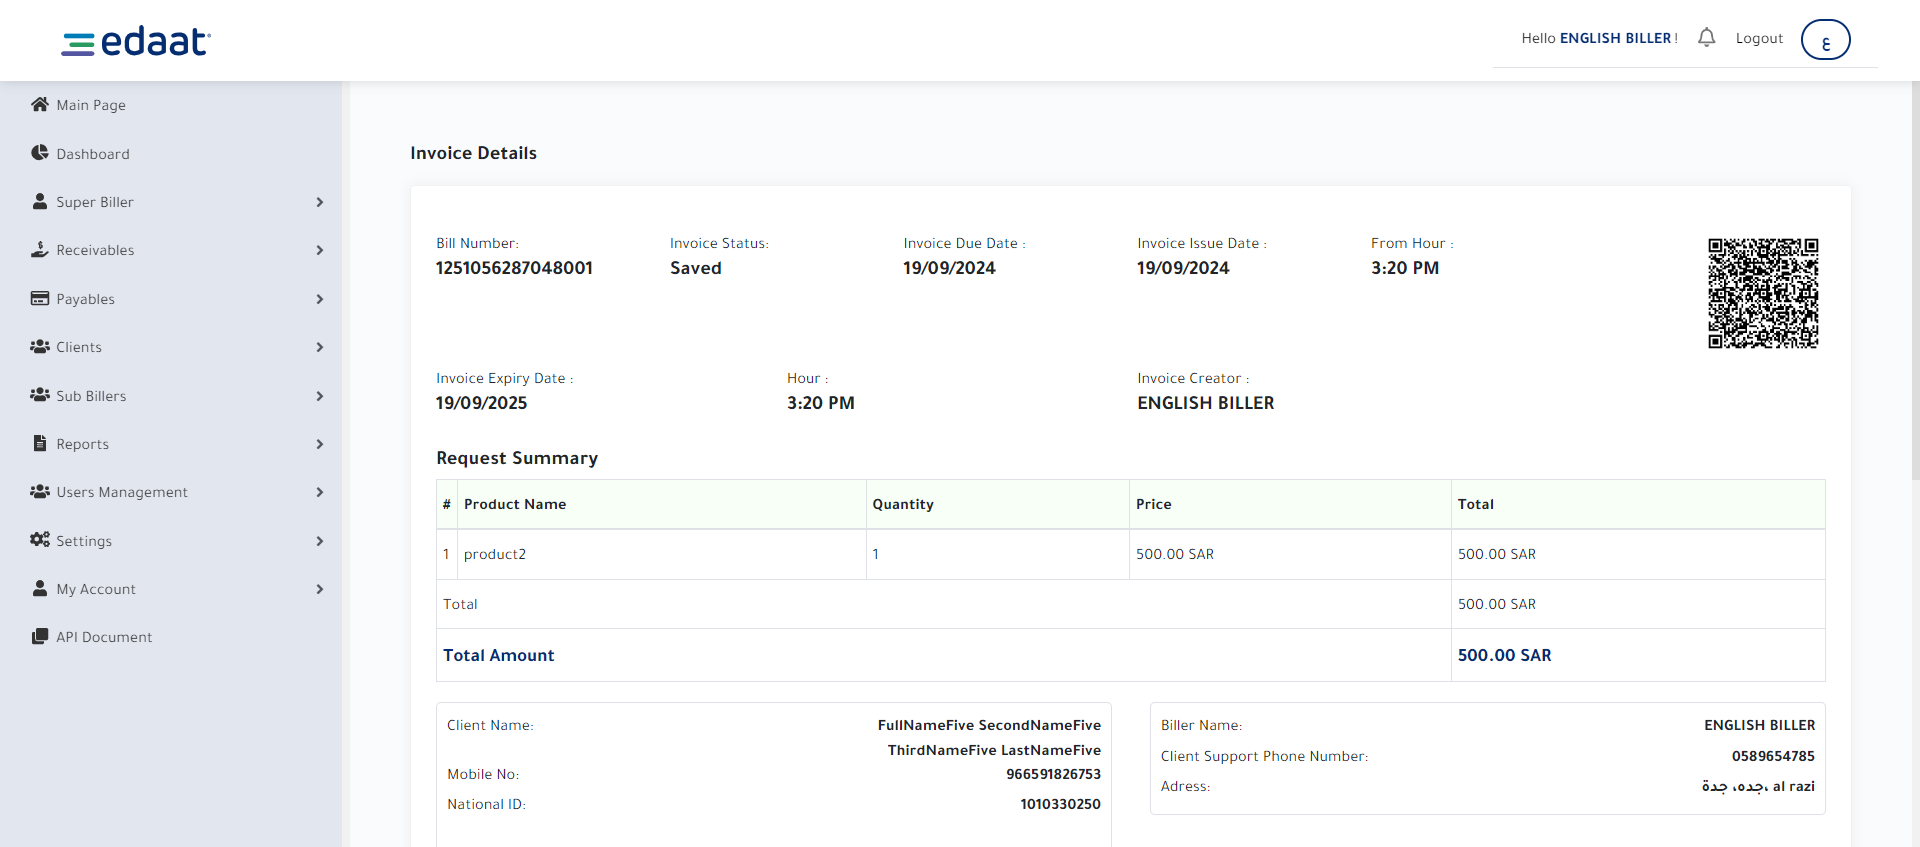 edaat
Hello ENGLISH BILLER !
Logout
ع
Main Page
Dashboard
Super Biller
Receivables
Payables
Clients
Sub Billers
Reports
Users Management
Settings
My Account
API Document
Invoice Details
Bill Number:
1251056287048001
Invoice Status:
Saved
Invoice Due Date :
19/09/2024
Invoice Issue Date :
19/09/2024
From Hour :
3:20 PM
Invoice Expiry Date :
19/09/2025
Hour :
3:20 PM
Invoice Creator :
ENGLISH BILLER
Request Summary
# Product Name Quantity Price Total
1 product2 1 500.00 SAR 500.00 SAR
Total 500.00 SAR
Total Amount 500.00 SAR
Client Name: FullNameFive SecondNameFive
ThirdNameFive LastNameFive
Mobile No: 966591826753
National ID: 1010330250
Biller Name: ENGLISH BILLER
Client Support Phone Number: 0589654785
Adress: al razi ،جده، جدة